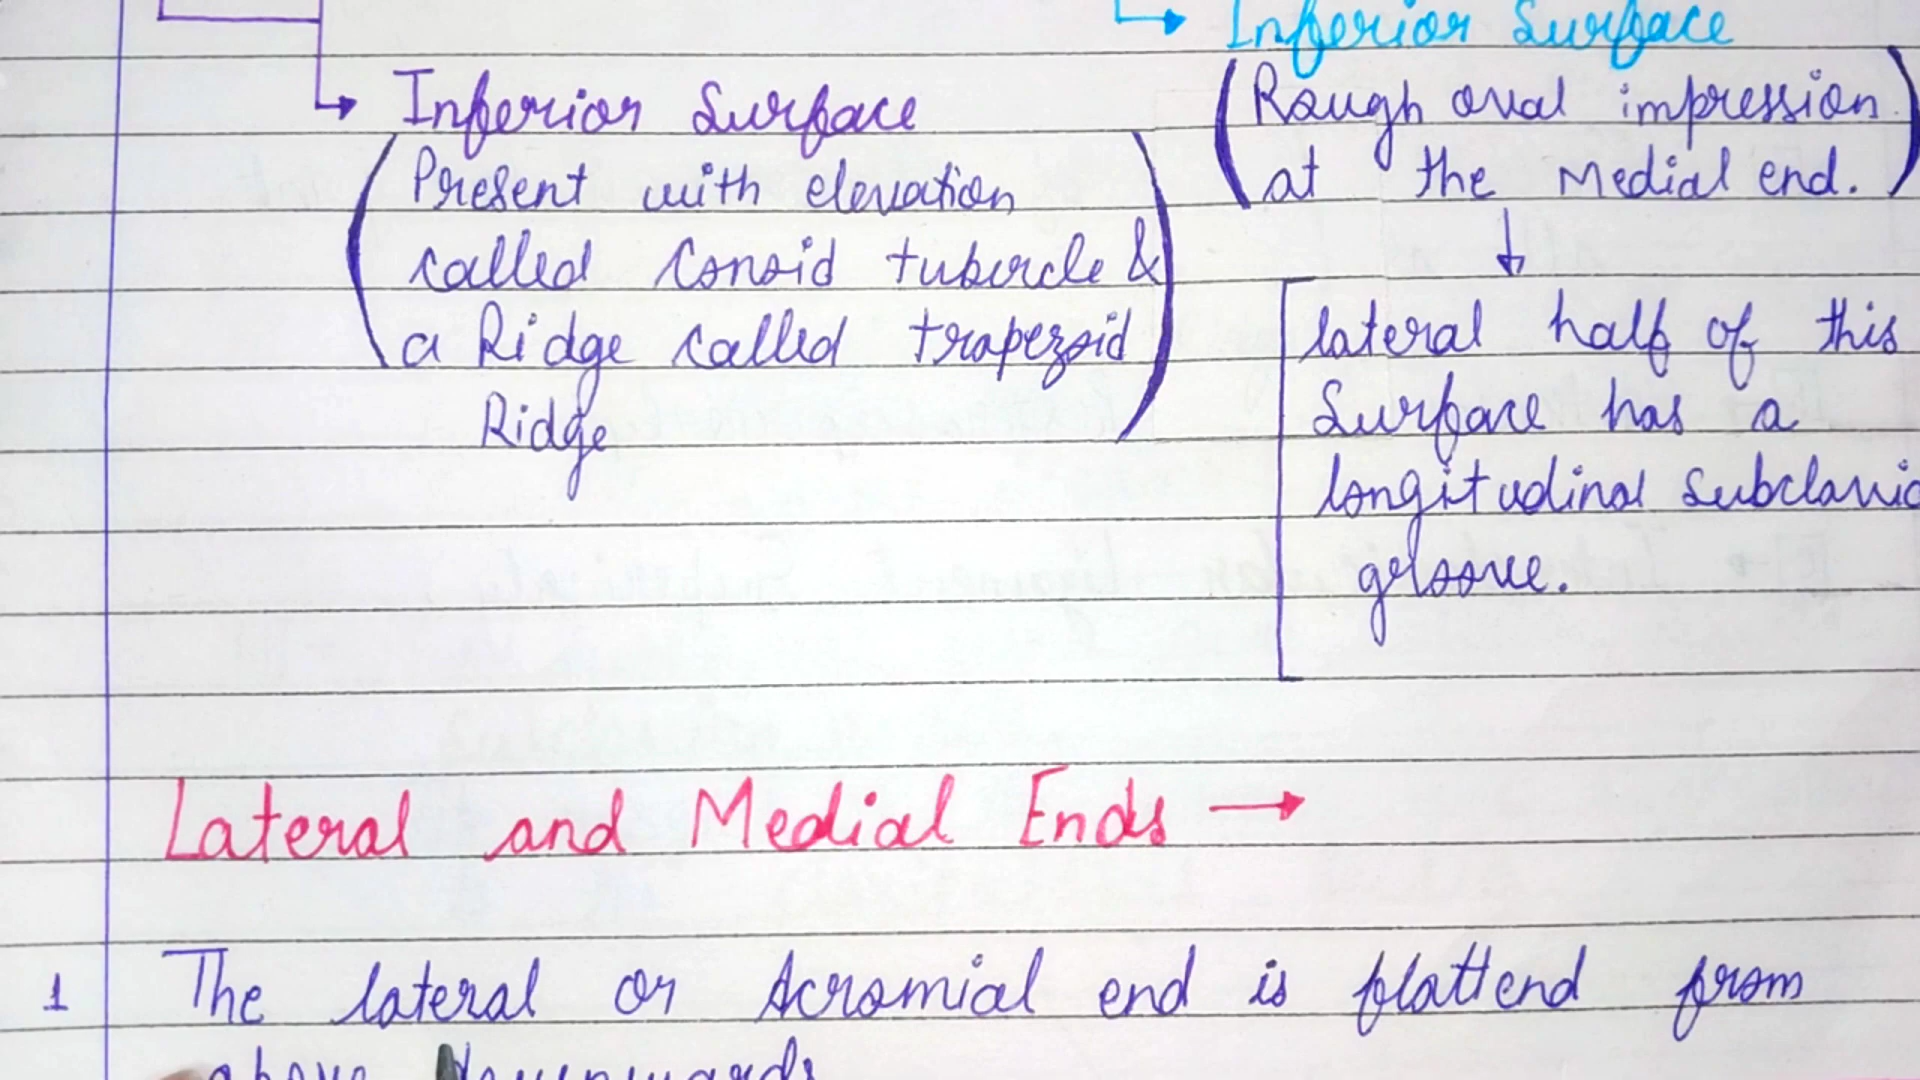 Inferior Surface
(Present with elevation
called Conoid tubercle &
a Ridge called trapezoid
Ridge)
Inferior Surface
(Rough oval impression
at the Medial end.)
lateral half of this
Surface has a
longitudinal Subclavic
groove.
Lateral and Medial Ends →
1 The lateral or Acromial end is flattend from
above downwards